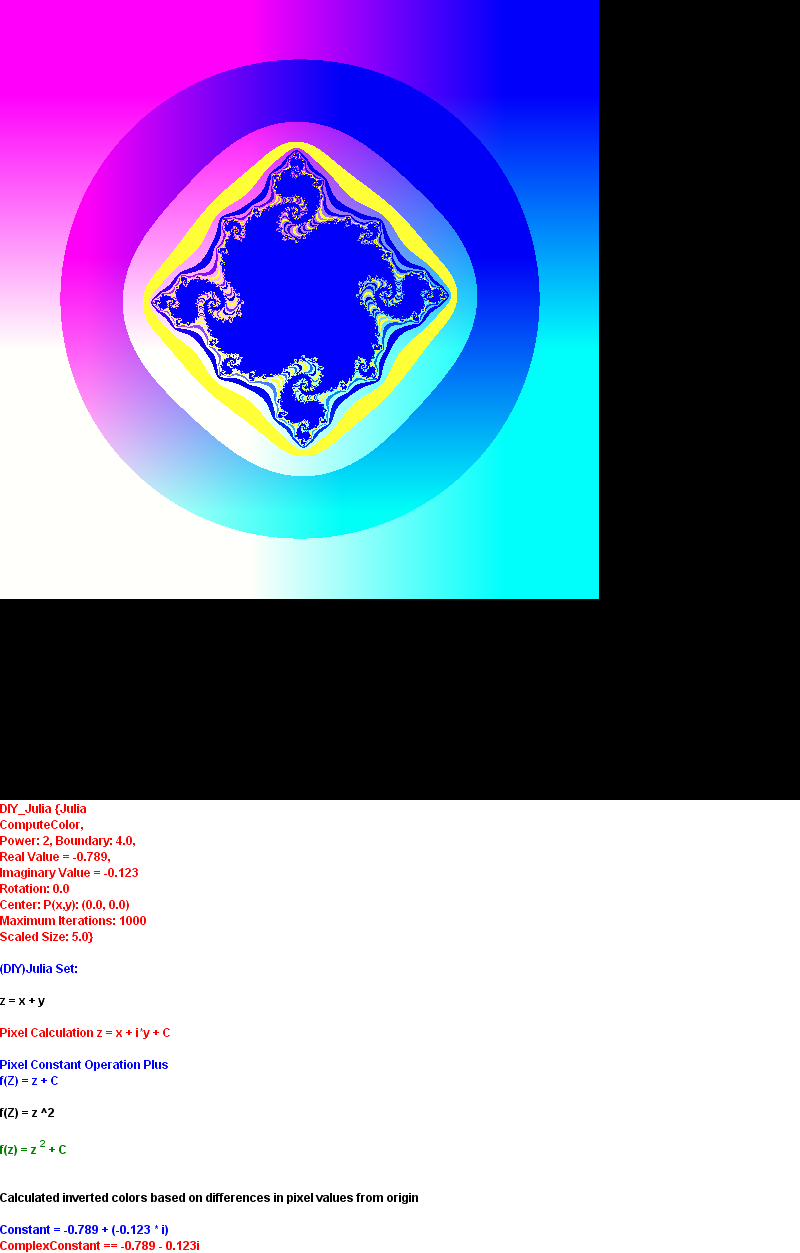 DIY_Julia {Julia
ComputeColor,
Power: 2, Boundary: 4.0,
Real Value = -0.789,
Imaginary Value = -0.123
Rotation: 0.0
Center: P(x,y): (0.0, 0.0)
Maximum Iterations: 1000
Scaled Size: 5.0}
(DIY)Julia Set:
z = x + y
Pixel Calculation z = x + i*y + C
Pixel Constant Operation Plus
f(Z) = z + C
f(Z) = z ^2
f(z) = z 2 + C
Calculated inverted colors based on differences in pixel values from origin
Constant = -0.789 + (-0.123 * i)
ComplexConstant == -0.789 - 0.123i